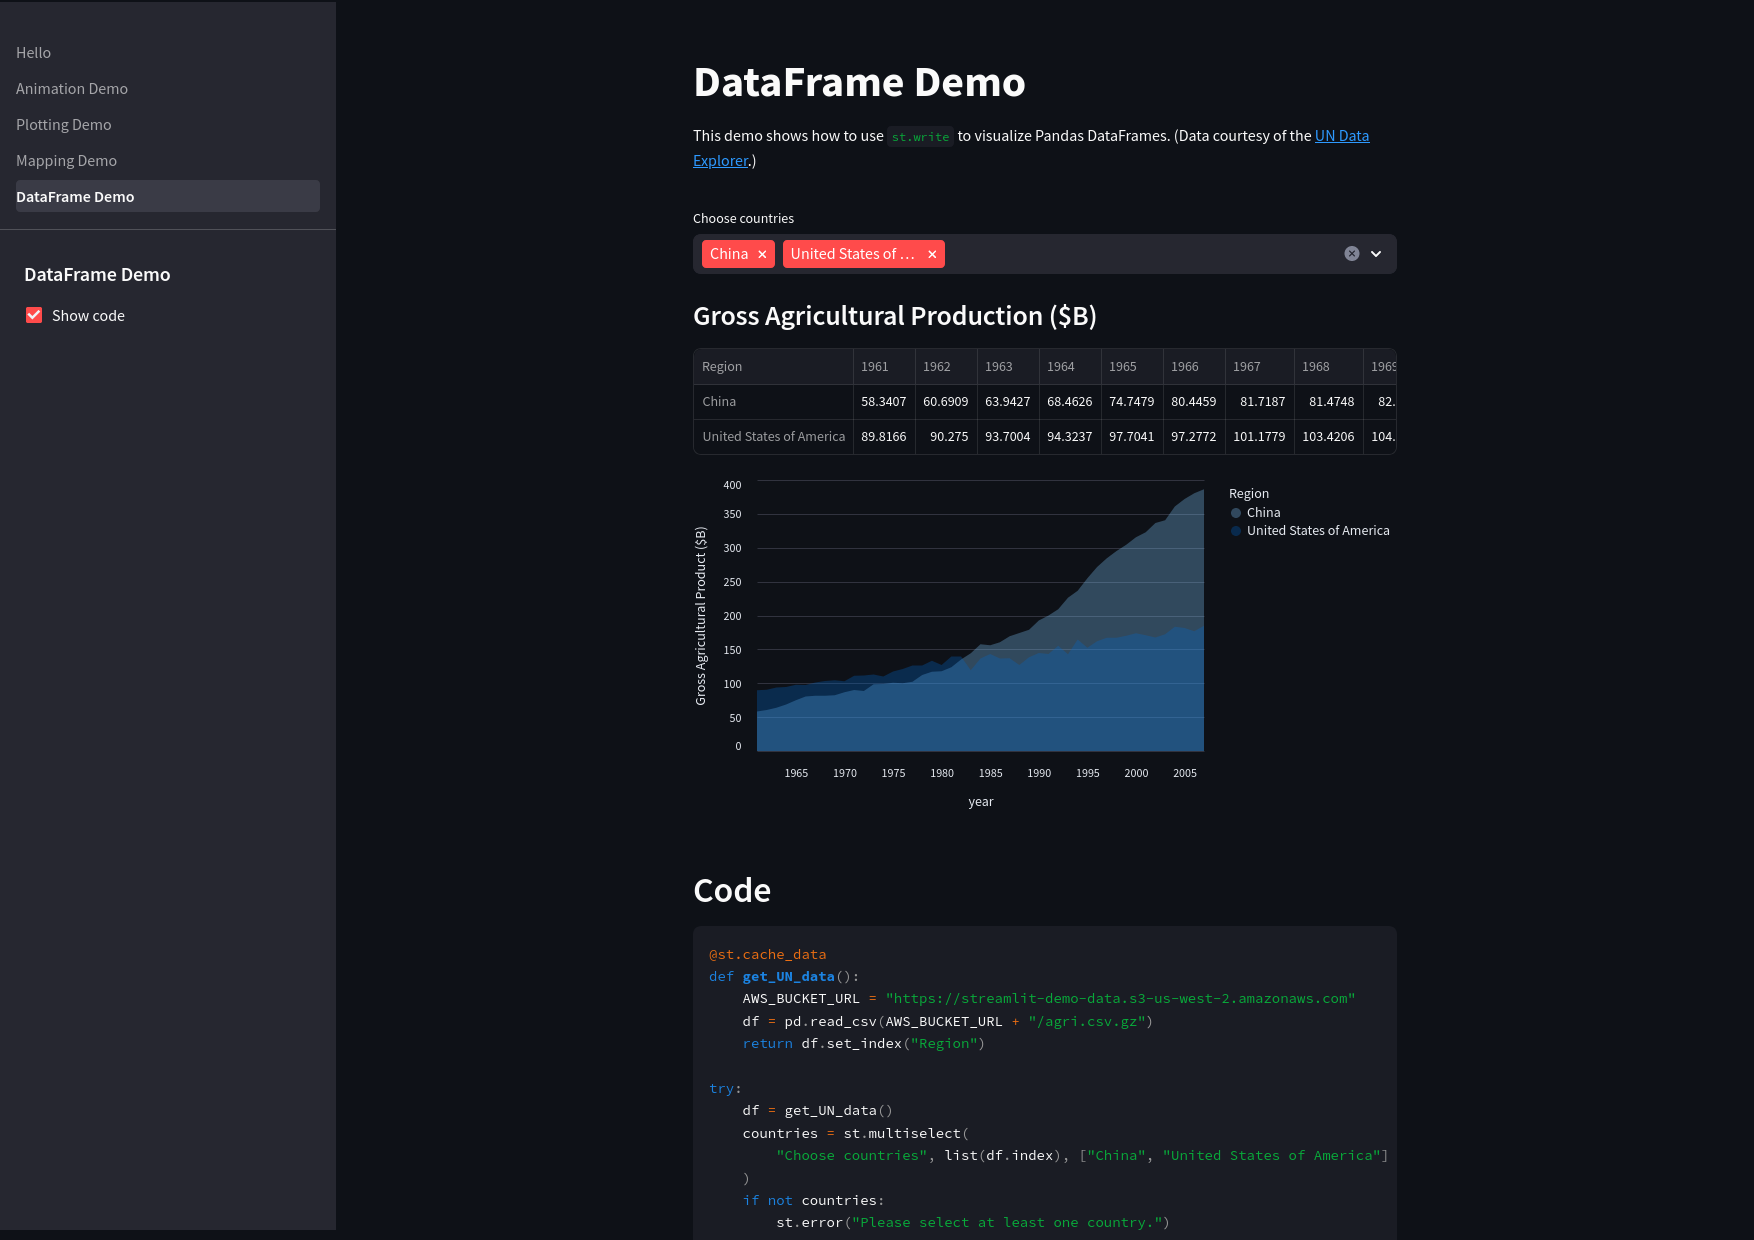 Hello
Animation Demo
Plotting Demo
Mapping Demo
DataFrame Demo
DataFrame Demo
Show code
DataFrame Demo
This demo shows how to use st.write to visualize Pandas DataFrames. (Data courtesy of the UN Data
Explorer.)
Choose countries
China × United States of ... ×
Gross Agricultural Production ($B)
Region 1961 1962 1963 1964 1965 1966 1967 1968 1969
China 58.3407 60.6909 63.9427 68.4626 74.7479 80.4459 81.7187 81.4748 82.
United States of America 89.8166 90.275 93.7004 94.3237 97.7041 97.2772 101.1779 103.4206 104.
Gross Agricultural Product ($B)
400
350
300
250
200
150
100
50
0
1965 1970 1975 1980 1985 1990 1995 2000 2005
year
Region
China
United States of America
Code
@st.cache_data
def get_UN_data():
    AWS_BUCKET_URL = "https://streamlit-demo-data.s3-us-west-2.amazonaws.com"
    df = pd.read_csv(AWS_BUCKET_URL + "/agri.csv.gz")
    return df.set_index("Region")
try:
    df = get_UN_data()
    countries = st.multiselect(
        "Choose countries", list(df.index), ["China", "United States of America"]
    )
    if not countries:
        st.error("Please select at least one country.")